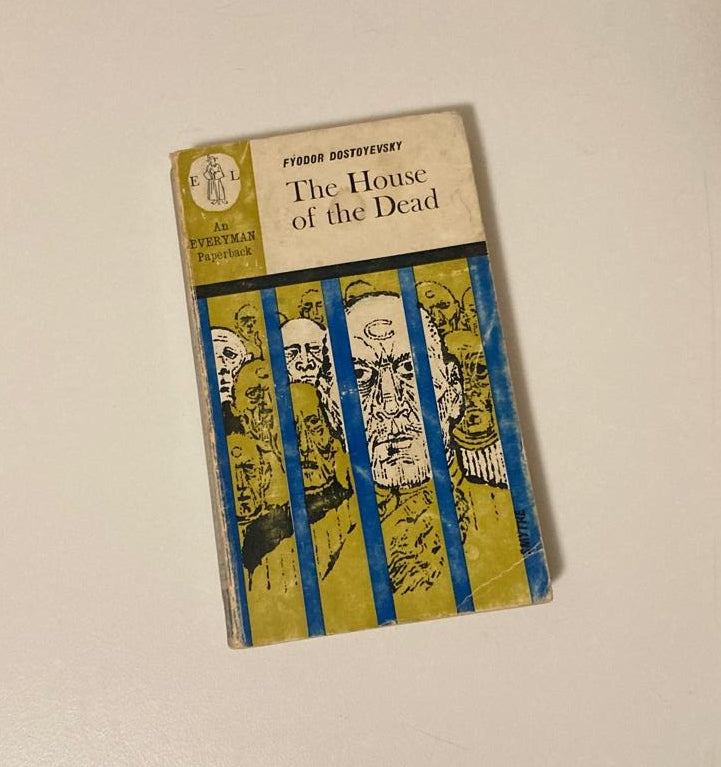 E L
An
EVERYMAN
Paperback
FYODOR DOSTOYEVSKY
The House
of the Dead